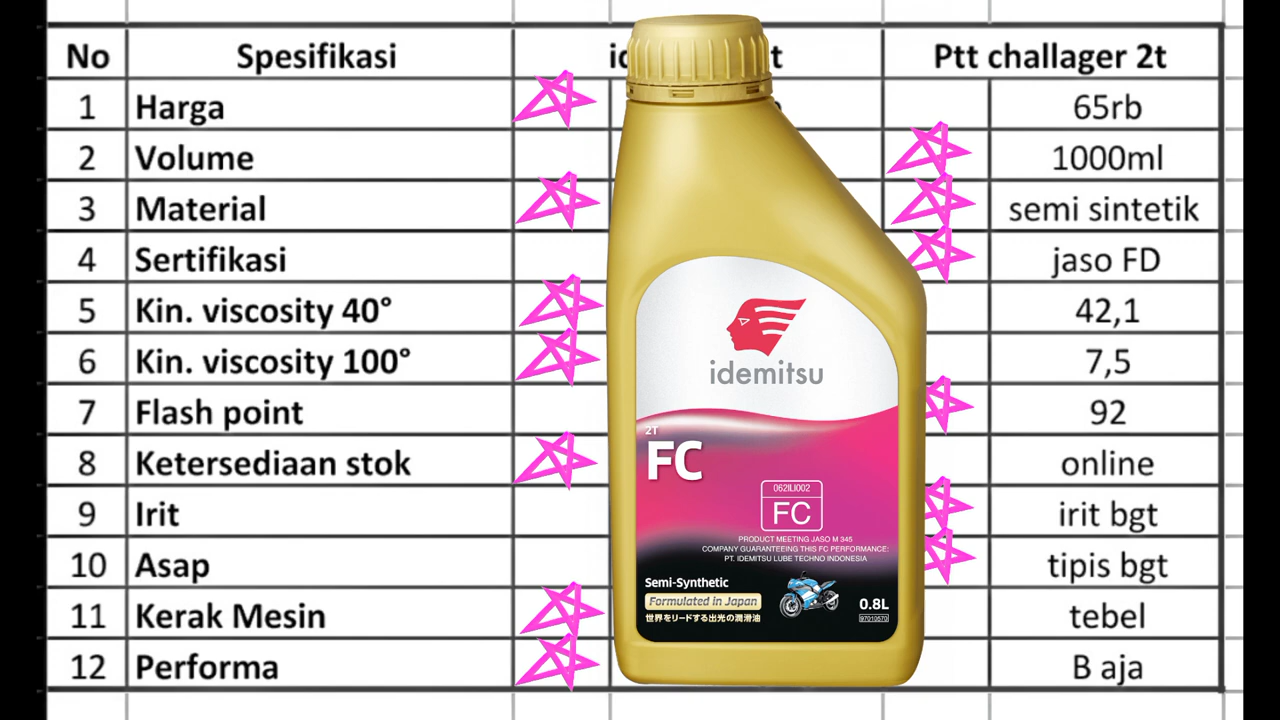 No Spesifikasi Ptt challager 2t
1 Harga 65rb
2 Volume 1000ml
3 Material semi sintetik
4 Sertifikasi jaso FD
5 Kin. viscosity 40° 42,1
6 Kin. viscosity 100° 7,5
7 Flash point 92
8 Ketersediaan stok online
9 Irit irit bgt
10 Asap tipis bgt
11 Kerak Mesin tebel
12 Performa B aja
idemitsu
2T
FC
062ILI002
FC
PRODUCT MEETING JASO M 345
COMPANY GUARANTEEING THIS FC PERFORMANCE:
PT. IDEMITSU LUBE TECHNO INDONESIA
Semi-Synthetic
Formulated in Japan
0.8L
世界をリードする出光の潤滑油